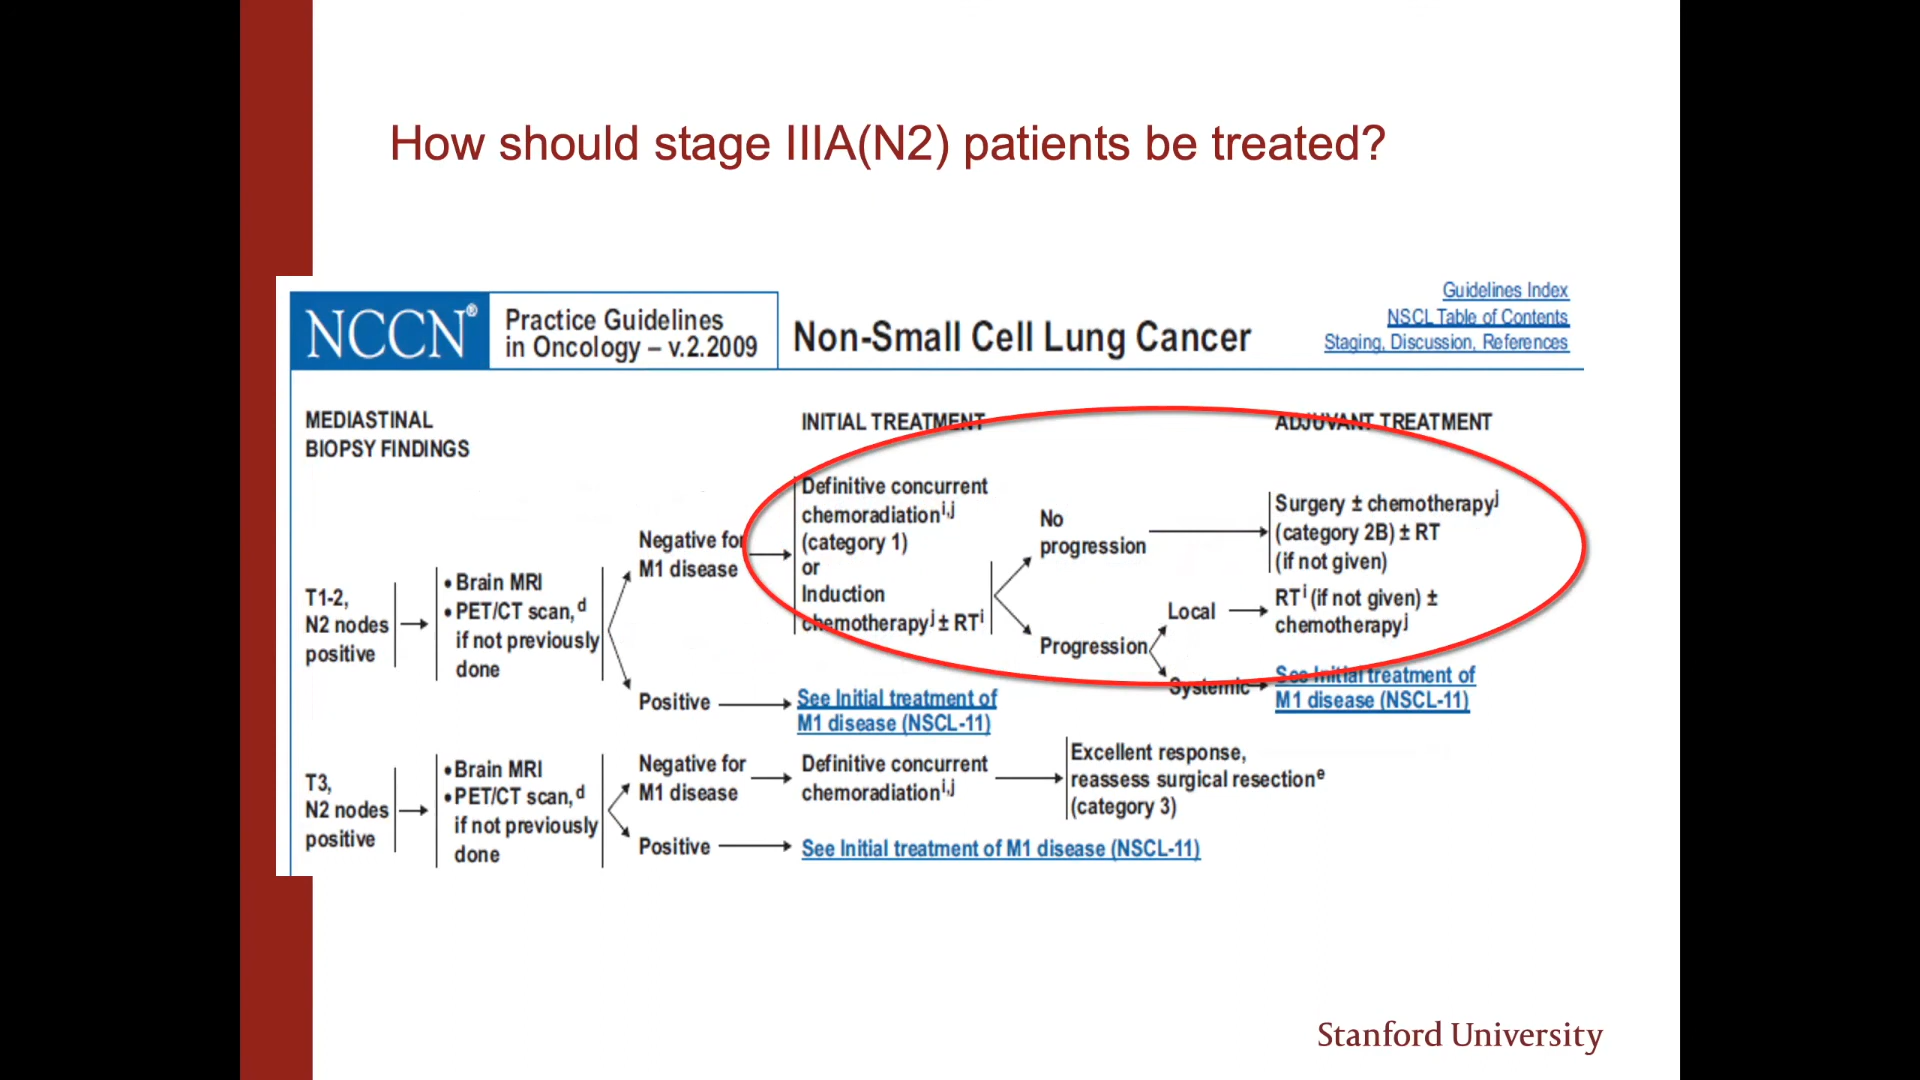 How should stage IIIA(N2) patients be treated?
NCCN®
Practice Guidelines
in Oncology – v.2.2009
Non-Small Cell Lung Cancer
Guidelines Index
NSCL Table of Contents
Staging, Discussion, References
MEDIASTINAL
BIOPSY FINDINGS
INITIAL TREATMENT
ADJUVANT TREATMENT
T1-2,
N2 nodes
positive
• Brain MRI
• PET/CT scan,d
if not previously
done
Negative for
M1 disease
Definitive concurrent
chemoradiationi,j
(category 1)
or
Induction
chemotherapyj ± RTi
No
progression
Surgery ± chemotherapyj
(category 2B) ± RT
(if not given)
Progression
Local
RTi (if not given) ±
chemotherapyj
Systemic
See Initial treatment of
M1 disease (NSCL-11)
Positive
See Initial treatment of
M1 disease (NSCL-11)
T3,
N2 nodes
positive
• Brain MRI
• PET/CT scan,d
if not previously
done
Negative for
M1 disease
Definitive concurrent
chemoradiationi,j
Excellent response,
reassess surgical resectione
(category 3)
Positive
See Initial treatment of M1 disease (NSCL-11)
Stanford University